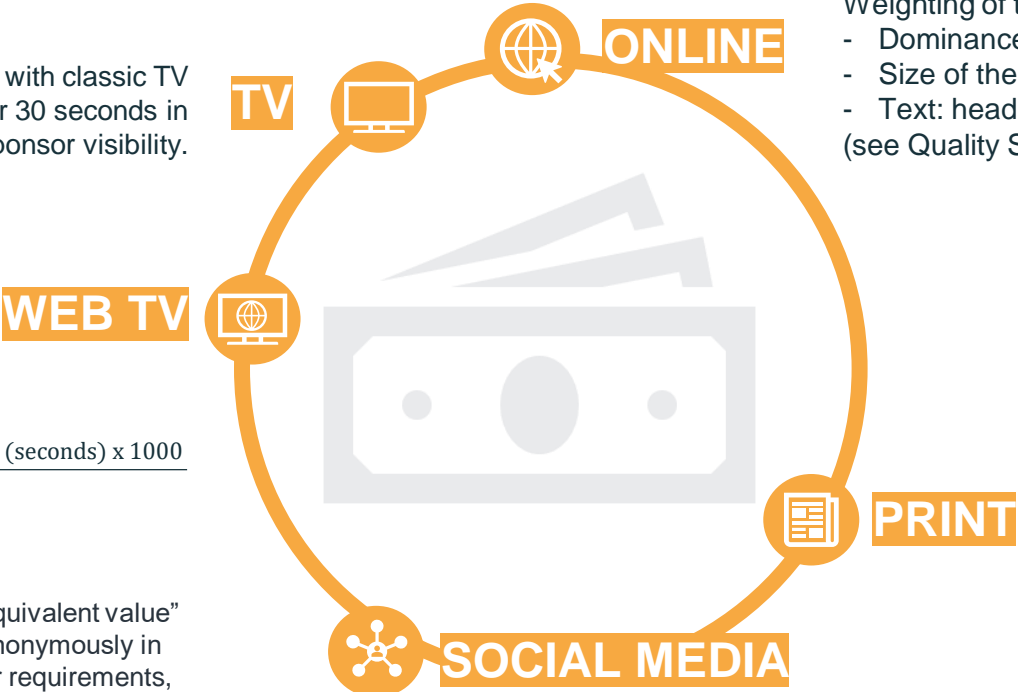 with classic TV
r 30 seconds in
onsor visibility.
TV
ONLINE
Weighting of t
- Dominance
- Size of the
- Text: head
(see Quality S
WEB TV
(seconds) x 1000
PRINT
quivalent value”
nonymously in
r requirements,
SOCIAL MEDIA